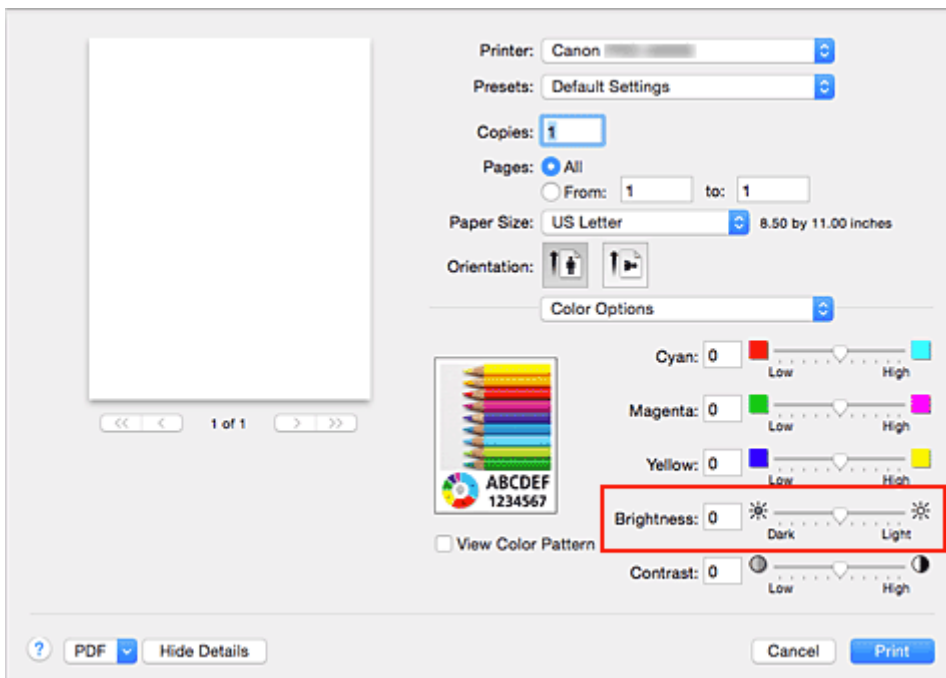 Printer: Canon
Presets: Default Settings
Copies: 1
Pages: All
From: 1 to: 1
Paper Size: US Letter 8.50 by 11.00 inches
Orientation:
Color Options
1 of 1
Cyan: 0
Low High
Magenta: 0
Low High
Yellow: 0
Low High
ABCDEF
1234567
Brightness: 0
Dark Light
View Color Pattern
Contrast: 0
Low High
? PDF Hide Details Cancel Print